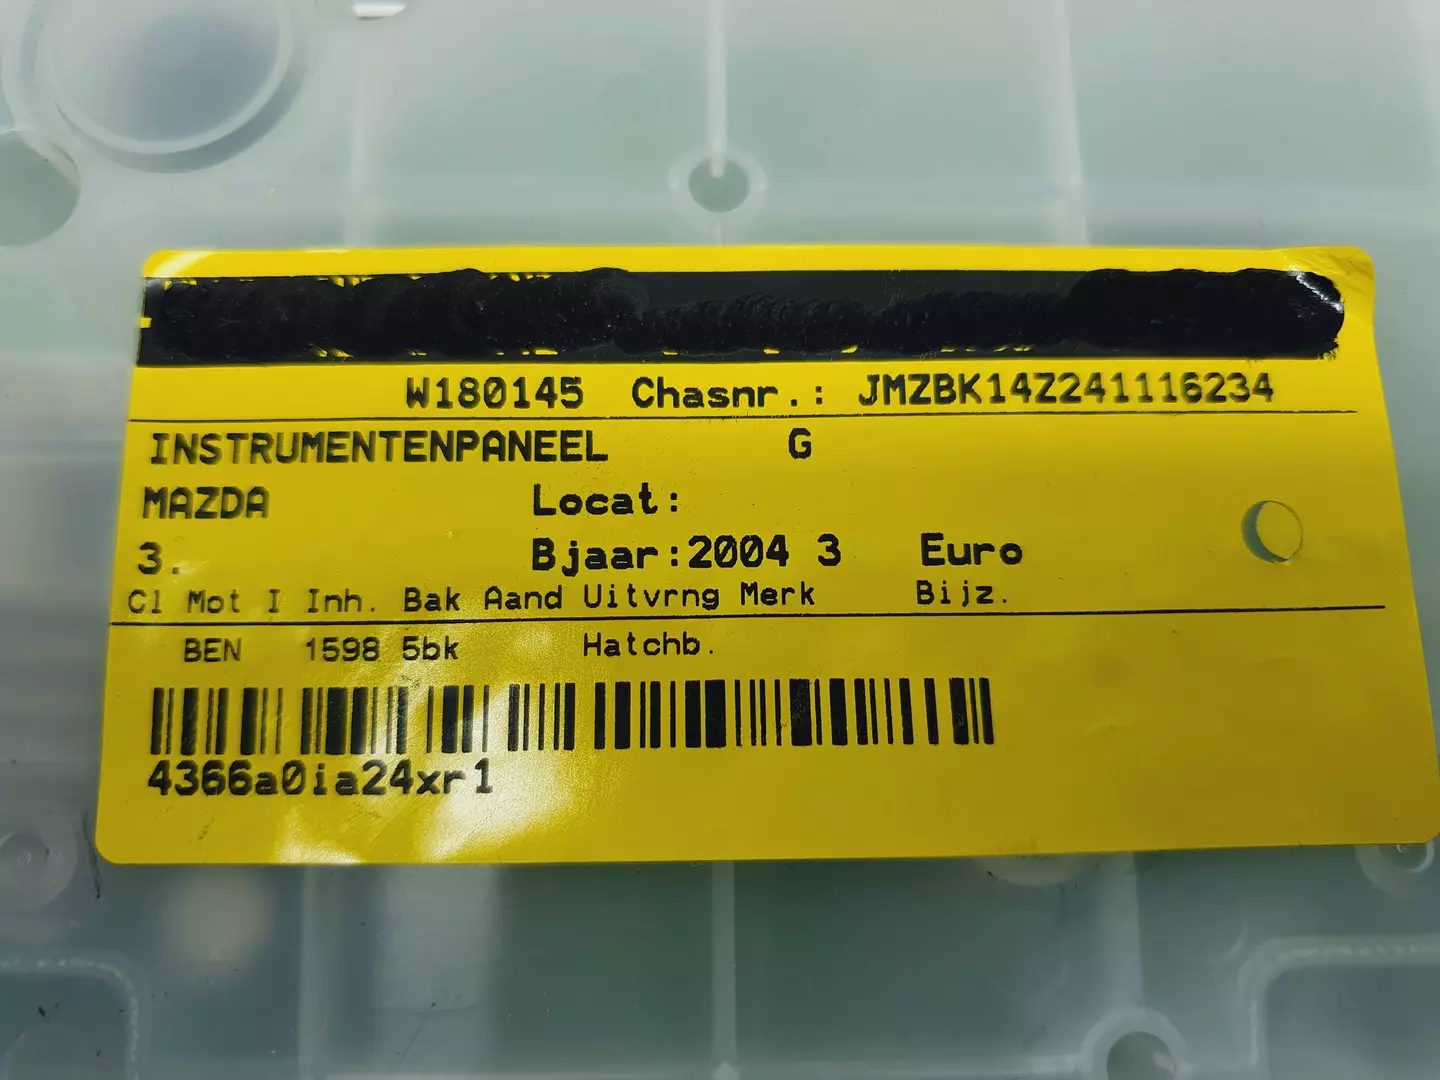 W180145 Chasnr.: JMZBK14Z241116234
INSTRUMENTENPANEEL G
MAZDA Locat:
3. Bjaar:2004 3 Euro
Cl Mot I Inh. Bak Aand Uitvrng Merk Bijz.
BEN 1598 5bk Hatchb.
4366a0ia24xr1